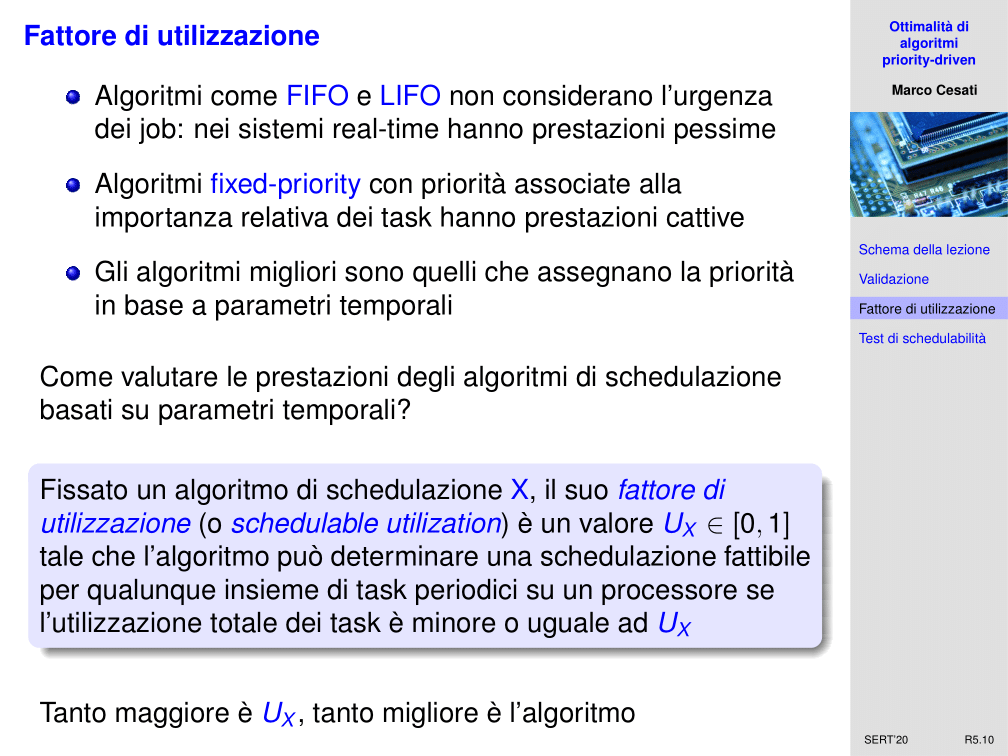 Fattore di utilizzazione
Algoritmi come FIFO e LIFO non considerano l'urgenza
dei job: nei sistemi real-time hanno prestazioni pessime
Algoritmi fixed-priority con priorità associate alla
importanza relativa dei task hanno prestazioni cattive
Gli algoritmi migliori sono quelli che assegnano la priorità
in base a parametri temporali
Come valutare le prestazioni degli algoritmi di schedulazione
basati su parametri temporali?
Fissato un algoritmo di schedulazione X, il suo fattore di
utilizzazione (o schedulable utilization) è un valore U_X ∈ [0, 1]
tale che l'algoritmo può determinare una schedulazione fattibile
per qualunque insieme di task periodici su un processore se
l'utilizzazione totale dei task è minore o uguale ad U_X
Tanto maggiore è U_X, tanto migliore è l'algoritmo
Ottimalità di
algoritmi
priority-driven
Marco Cesati
Schema della lezione
Validazione
Fattore di utilizzazione
Test di schedulabilità
SERT'20 R5.10